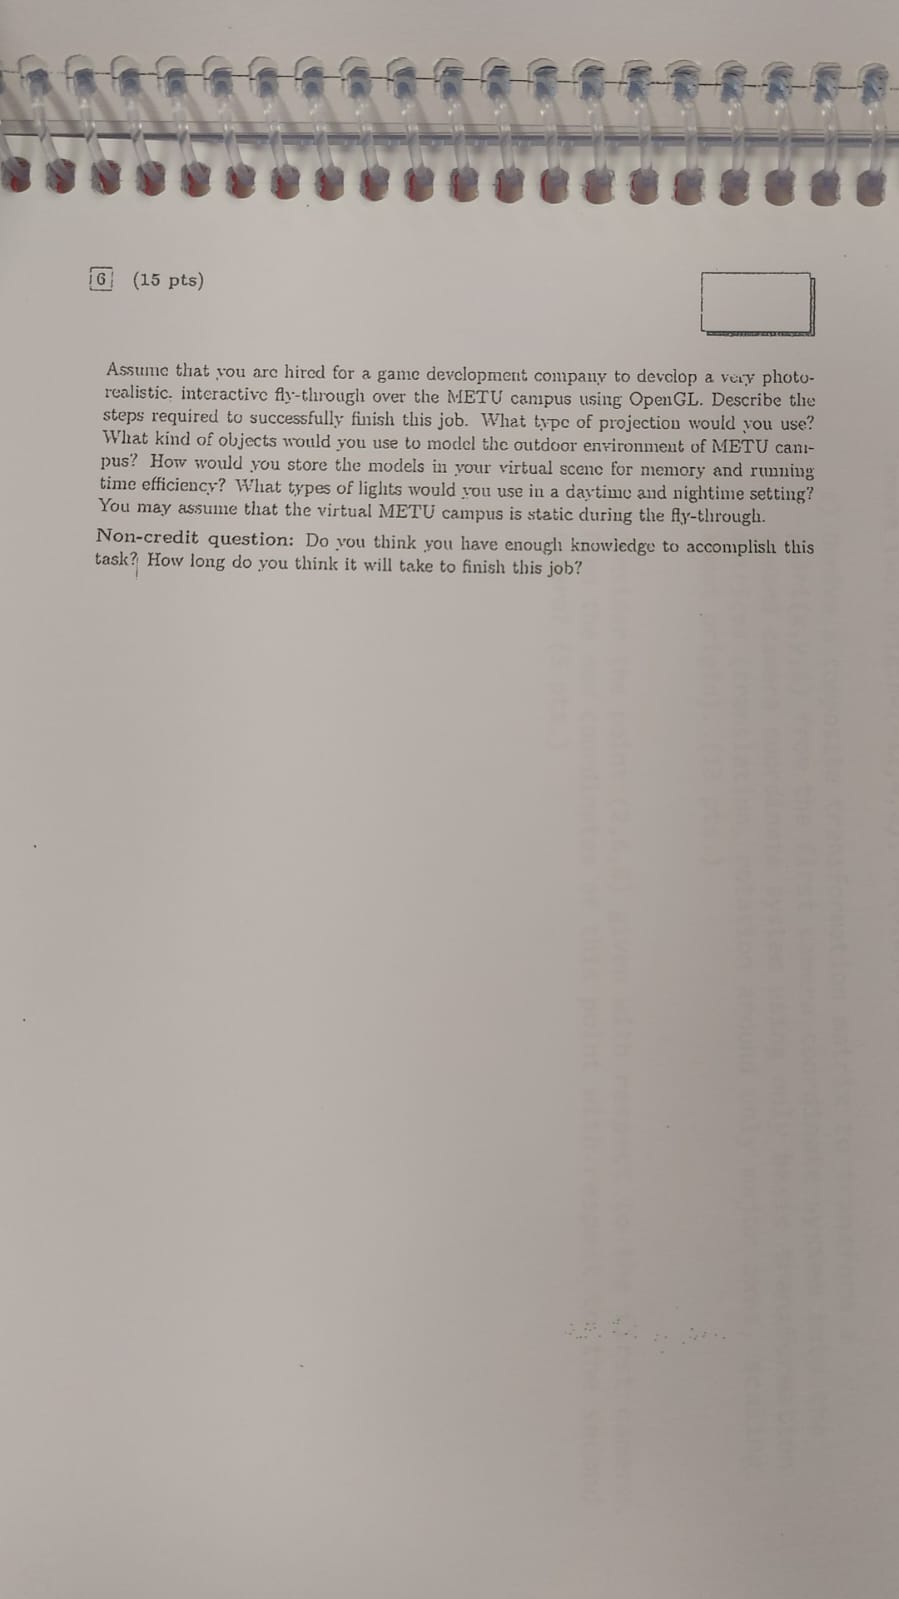 6 (15 pts)
Assume that you are hired for a game development company to develop a very photo-
realistic, interactive fly-through over the METU campus using OpenGL. Describe the
steps required to successfully finish this job. What type of projection would you use?
What kind of objects would you use to model the outdoor environment of METU cam-
pus? How would you store the models in your virtual scene for memory and running
time efficiency? What types of lights would you use in a daytime and nightime setting?
You may assume that the virtual METU campus is static during the fly-through.
Non-credit question: Do you think you have enough knowledge to accomplish this
task? How long do you think it will take to finish this job?